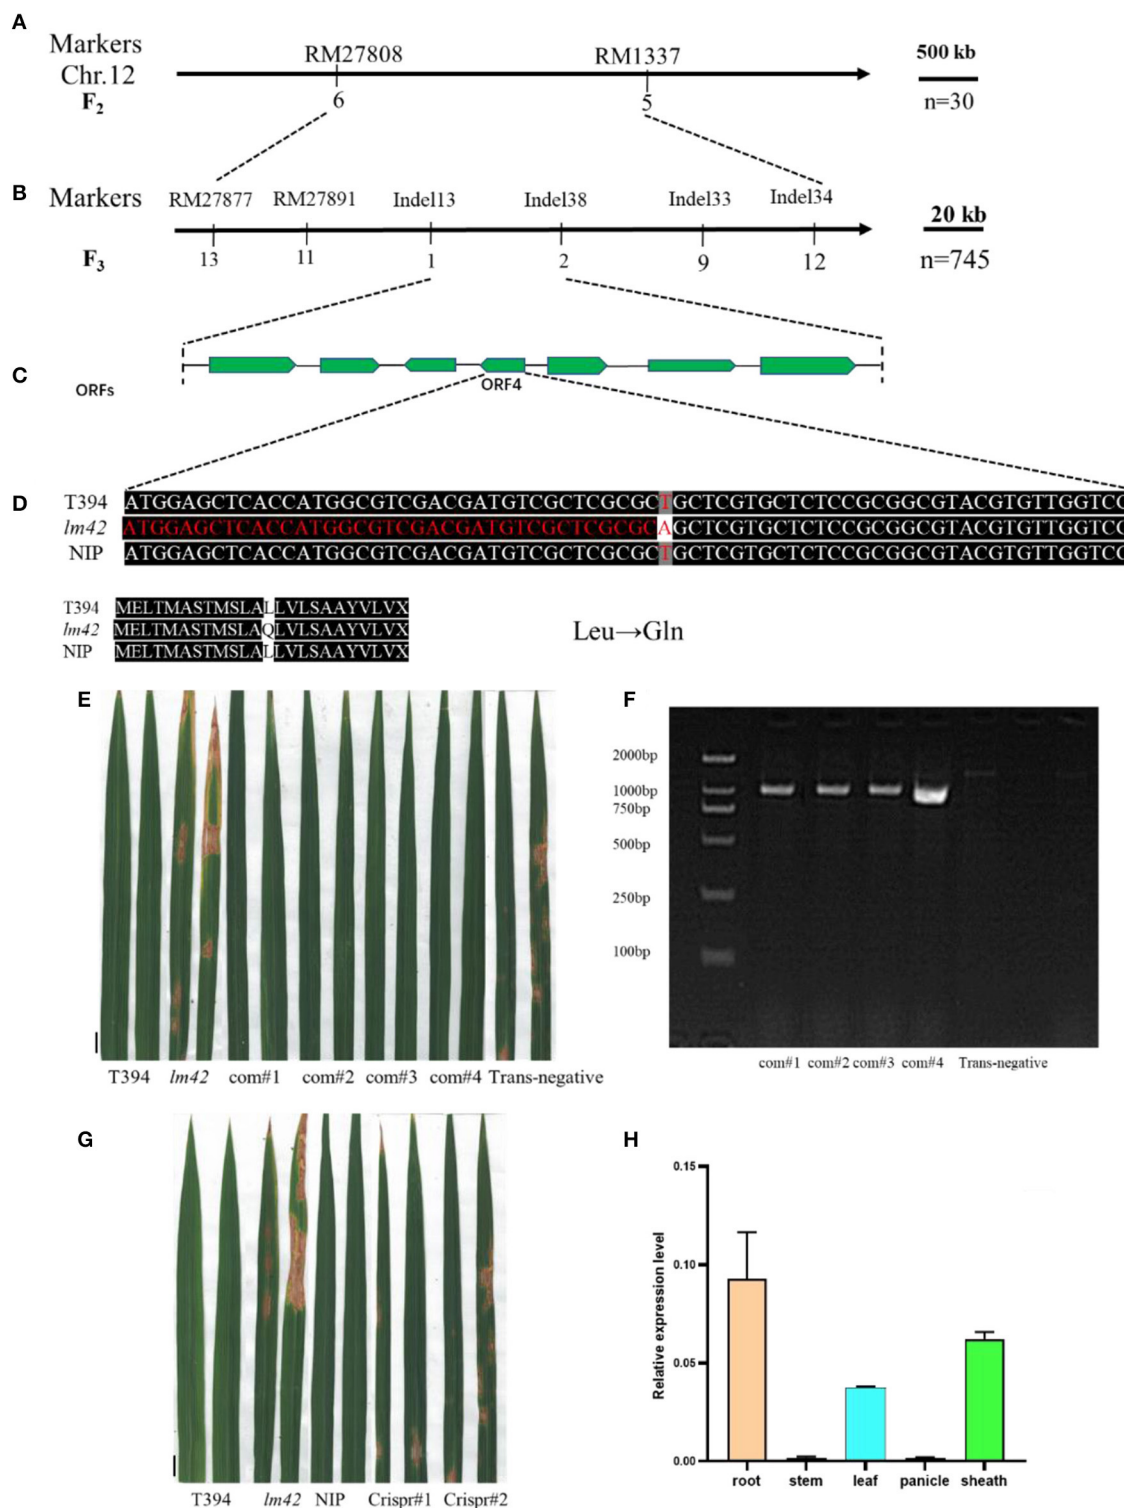 A
Markers
RM27808
RM1337
500 kb
Chr.12
F2
6
5
n=30
B
Markers
RM27877
RM27891
Indel13
Indel38
Indel33
Indel34
20 kb
F3
13
11
1
2
9
12
n=745
C
ORFs
ORF4
D
T394
ATGGAGCTCACCATGGCGTCGACGATGTCGCTCGCGCTGCTCGTGCTCTCCGCGGCGTACGTGTTGGTCC
lm42
ATGGAGCTCACCATGGCGTCGACGATGTCGCTCGCGCAGCTCGTGCTCTCCGCGGCGTACGTGTTGGTCC
NIP
ATGGAGCTCACCATGGCGTCGACGATGTCGCTCGCGCTGCTCGTGCTCTCCGCGGCGTACGTGTTGGTCC
T394
MELTMASTMSLALLVLSAAYVLVX
lm42
MELTMASTMSLAQLVLSAAYVLVX
NIP
MELTMASTMSLALLVLSAAYVLVX
Leu→Gln
E
T394
lm42
com#1
com#2
com#3
com#4
Trans-negative
F
2000bp
1000bp
750bp
500bp
250bp
100bp
com#1
com#2
com#3
com#4
Trans-negative
G
T394
lm42
NIP
Crispr#1
Crispr#2
H
Relative expression level
0.15
0.10
0.05
0.00
root
stem
leaf
panicle
sheath